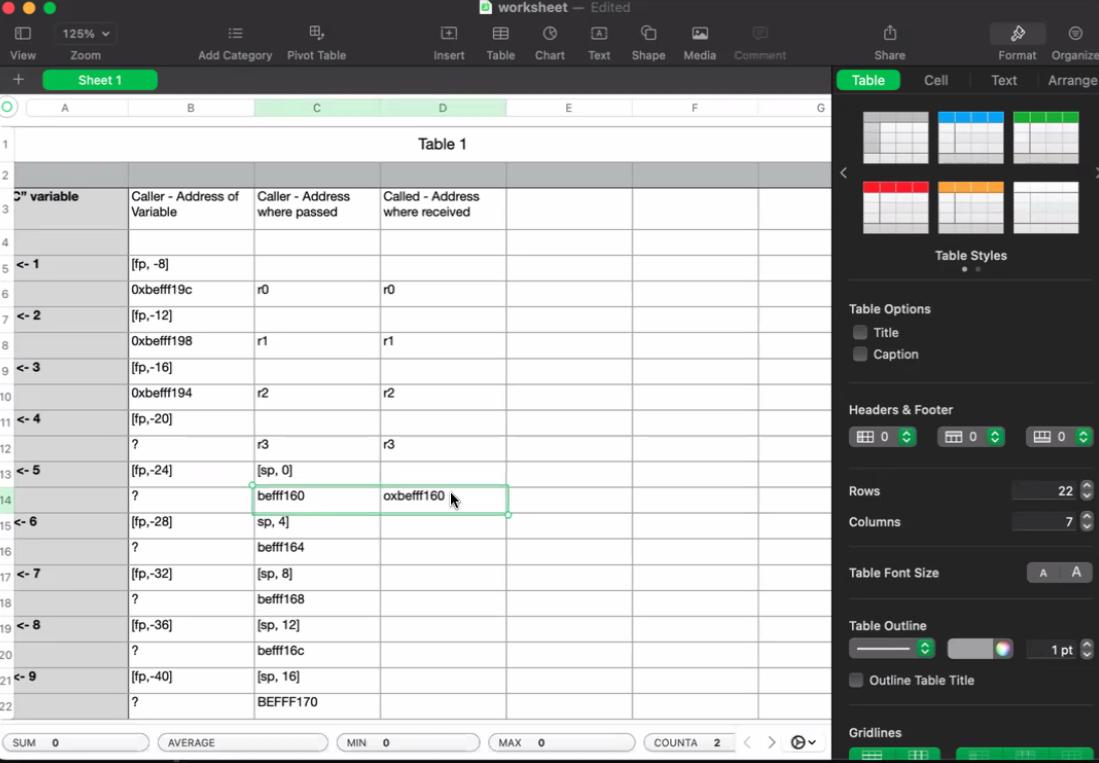 worksheet — Edited
View
125%
Zoom
Add Category
Pivot Table
Insert
Table
Chart
Text
Shape
Media
Comment
Share
Format
Organize
+ Sheet 1
Table Cell Text Arrange
A B C D E F G
1 Table 1
2
3 C" variable Caller - Address of Variable Caller - Address where passed Called - Address where received
4
5 <- 1 [fp, -8]
6 0xbefff19c r0 r0
7 <- 2 [fp,-12]
8 0xbefff198 r1 r1
9 <- 3 [fp,-16]
10 0xbefff194 r2 r2
11 <- 4 [fp,-20]
12 ? r3 r3
13 <- 5 [fp,-24] [sp, 0]
14 ? befff160 oxbefff160
15 <- 6 [fp,-28] sp, 4]
16 ? befff164
17 <- 7 [fp,-32] [sp, 8]
18 ? befff168
19 <- 8 [fp,-36] [sp, 12]
20 ? befff16c
21 <- 9 [fp,-40] [sp, 16]
22 ? BEFFF170
SUM 0 AVERAGE MIN 0 MAX 0 COUNTA 2
Table Styles
Table Options
Title
Caption
Headers & Footer
0 0 0
Rows 22
Columns 7
Table Font Size A A
Table Outline
1 pt
Outline Table Title
Gridlines